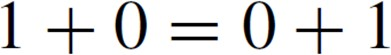 1 + 0 = 0 + 1